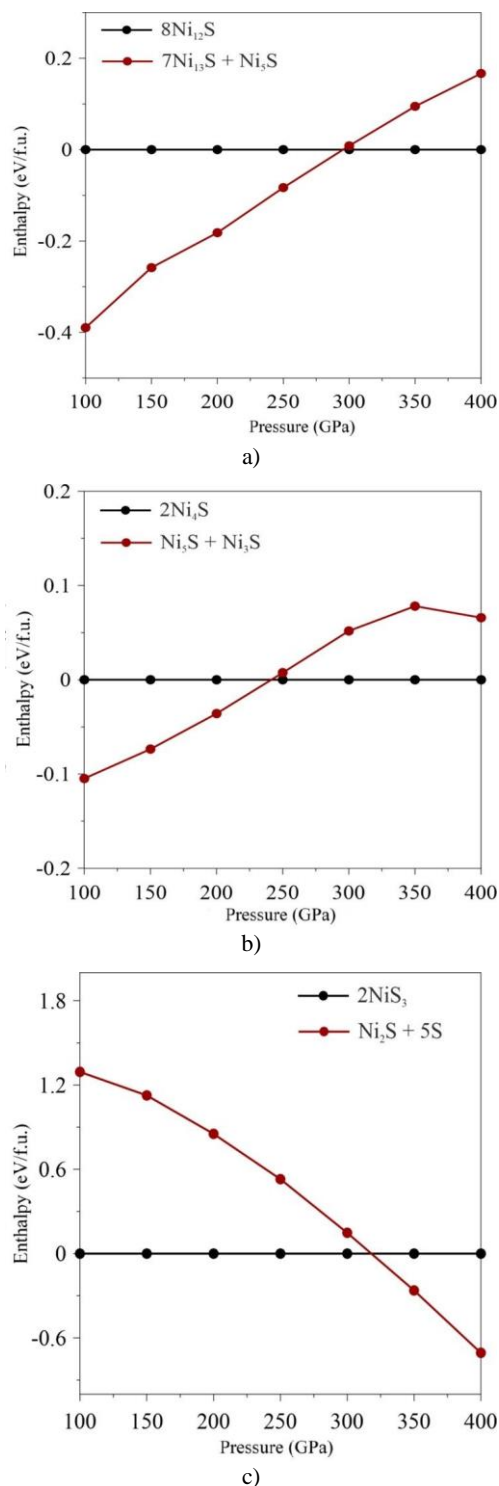 8Ni₁₂S
7Ni₁₃S + Ni₅S
0.2
0
-0.2
-0.4
Enthalpy (eV/f.u.)
100 150 200 250 300 350 400
Pressure (GPa)
a)
0.2
2Ni₄S
Ni₅S + Ni₃S
0.1
0
-0.1
-0.2
Enthalpy (eV/f.u.)
100 150 200 250 300 350 400
Pressure (GPa)
b)
1.8
2NiS₃
Ni₂S + 5S
1.2
0.6
0
-0.6
Enthalpy (eV/f.u.)
100 150 200 250 300 350 400
Pressure (GPa)
c)